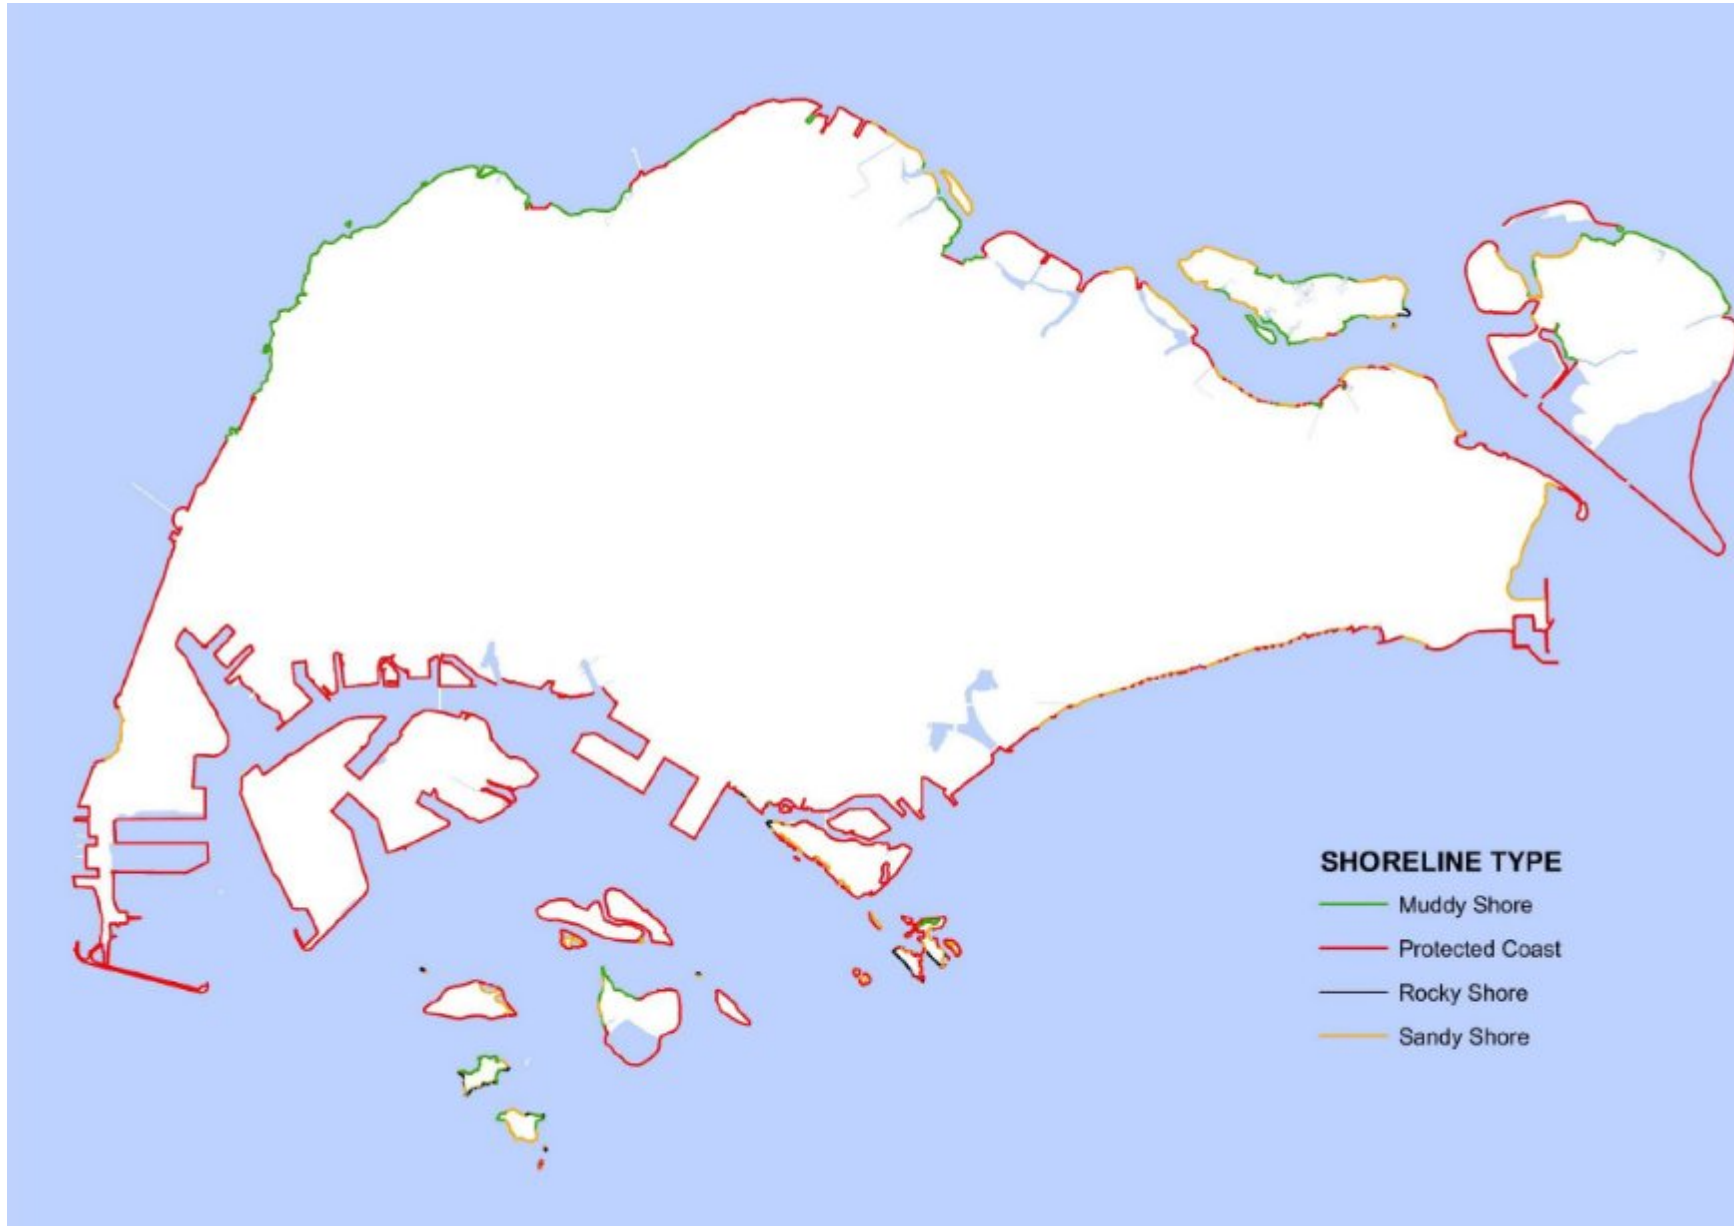 SHORELINE TYPE
Muddy Shore
Protected Coast
Rocky Shore
Sandy Shore